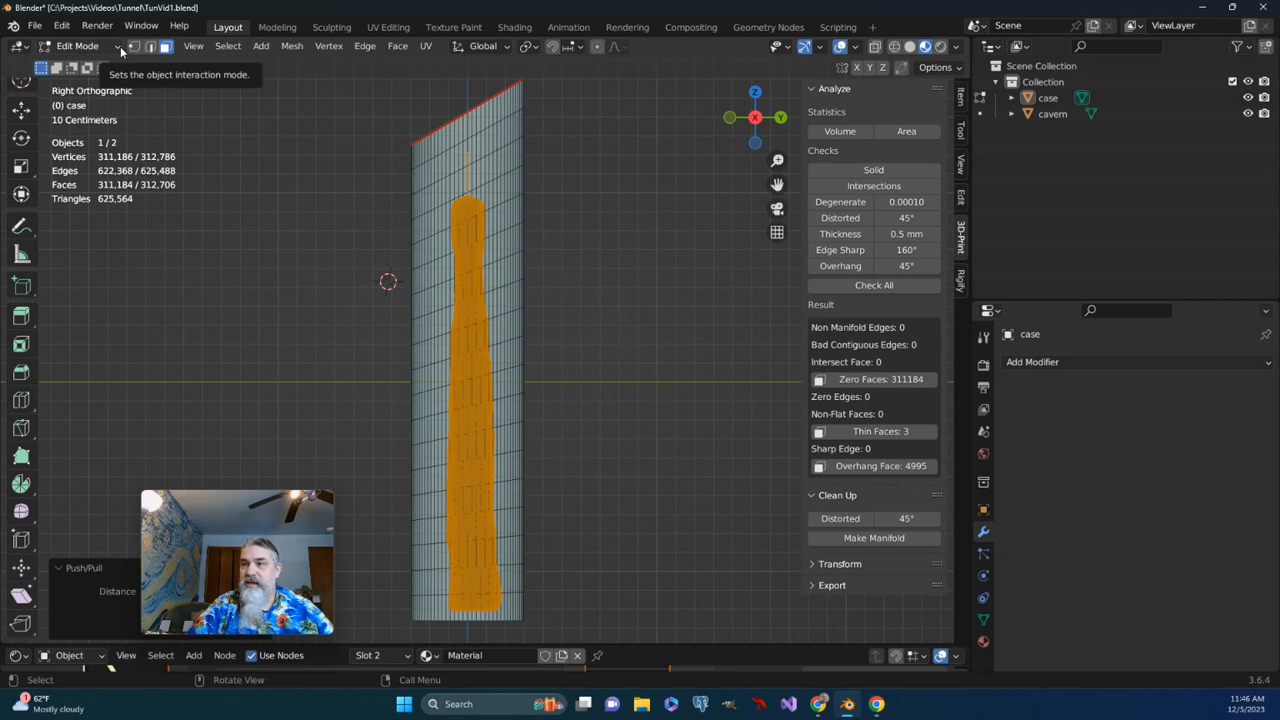 Blender* [C:\Projects\Videos\Tunnel\TunVid1.blend]
File Edit Render Window Help Layout Modeling Sculpting UV Editing Texture Paint Shading Animation Rendering Compositing Geometry Nodes Scene ViewLayer
Edit Mode View Select Add Mesh Vertex Edge Face UV Global
Sets the object interaction mode.
X Y Z Options
Right Orthographic
(0) case
10 Centimeters
Objects 1 / 2
Vertices 311,186 / 312,786
Edges 622,368 / 625,488
Faces 311,184 / 312,706
Triangles 625,564
Z
X
Y
Analyze
Statistics
Volume Area
Checks
Solid
Intersections
Degenerate 0.00010
Distorted 45°
Thickness 0.5 mm
Edge Sharp 160°
Overhang 45°
Check All
Result
Non Manifold Edges: 0
Bad Contiguous Edges: 0
Intersect Face: 0
Zero Faces: 311184
Zero Edges: 0
Non-Flat Faces: 0
Thin Faces: 3
Sharp Edge: 0
Overhang Face: 4995
Clean Up
Distorted 45°
Make Manifold
Transform
Export
Item
Tool
View
Edit
3D-Print
Rigify
Scene Collection
Collection
case
cavern
case
Add Modifier
Push/Pull
Distance
Object View Select Add Node Use Nodes Slot 2 Material
Select Rotate View Call Menu 3.6.4
62°F
Mostly cloudy
Search
11:46 AM
12/3/2023